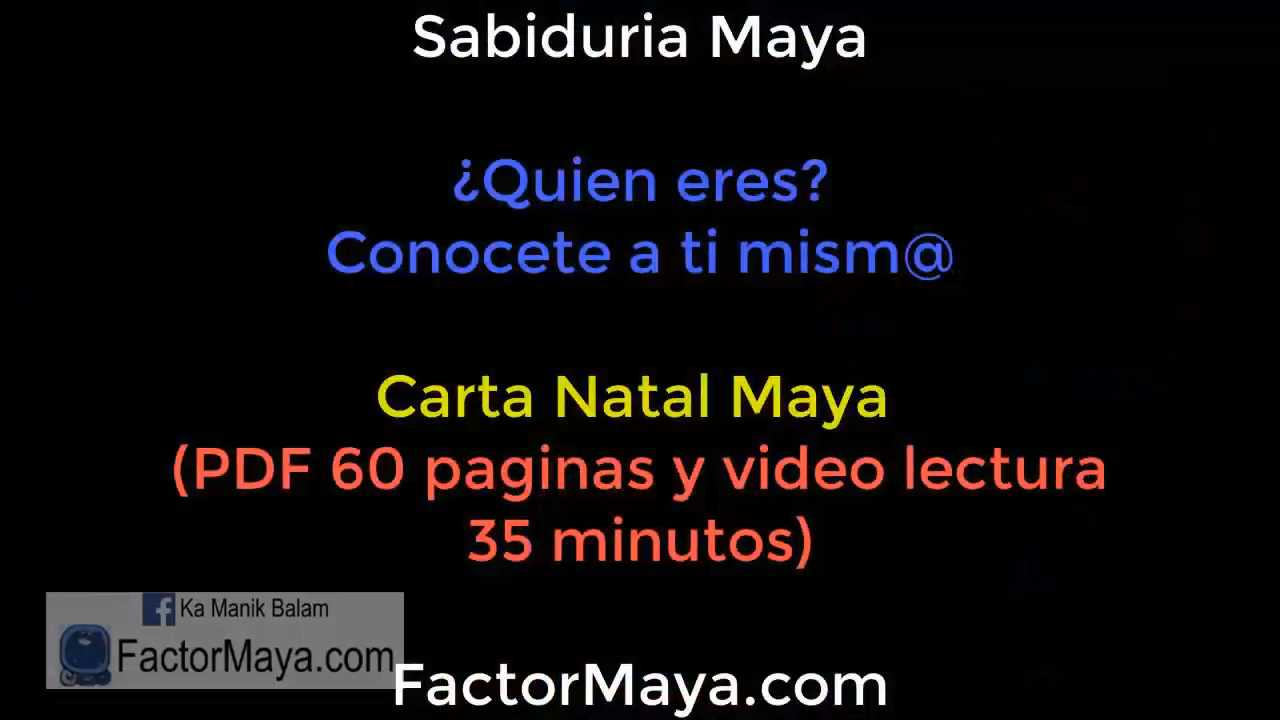 Sabiduria Maya
¿Quien eres?
Conocete a ti mism@
Carta Natal Maya
(PDF 60 paginas y video lectura
35 minutos)
Ka Manik Balam
FactorMaya.com
FactorMaya.com